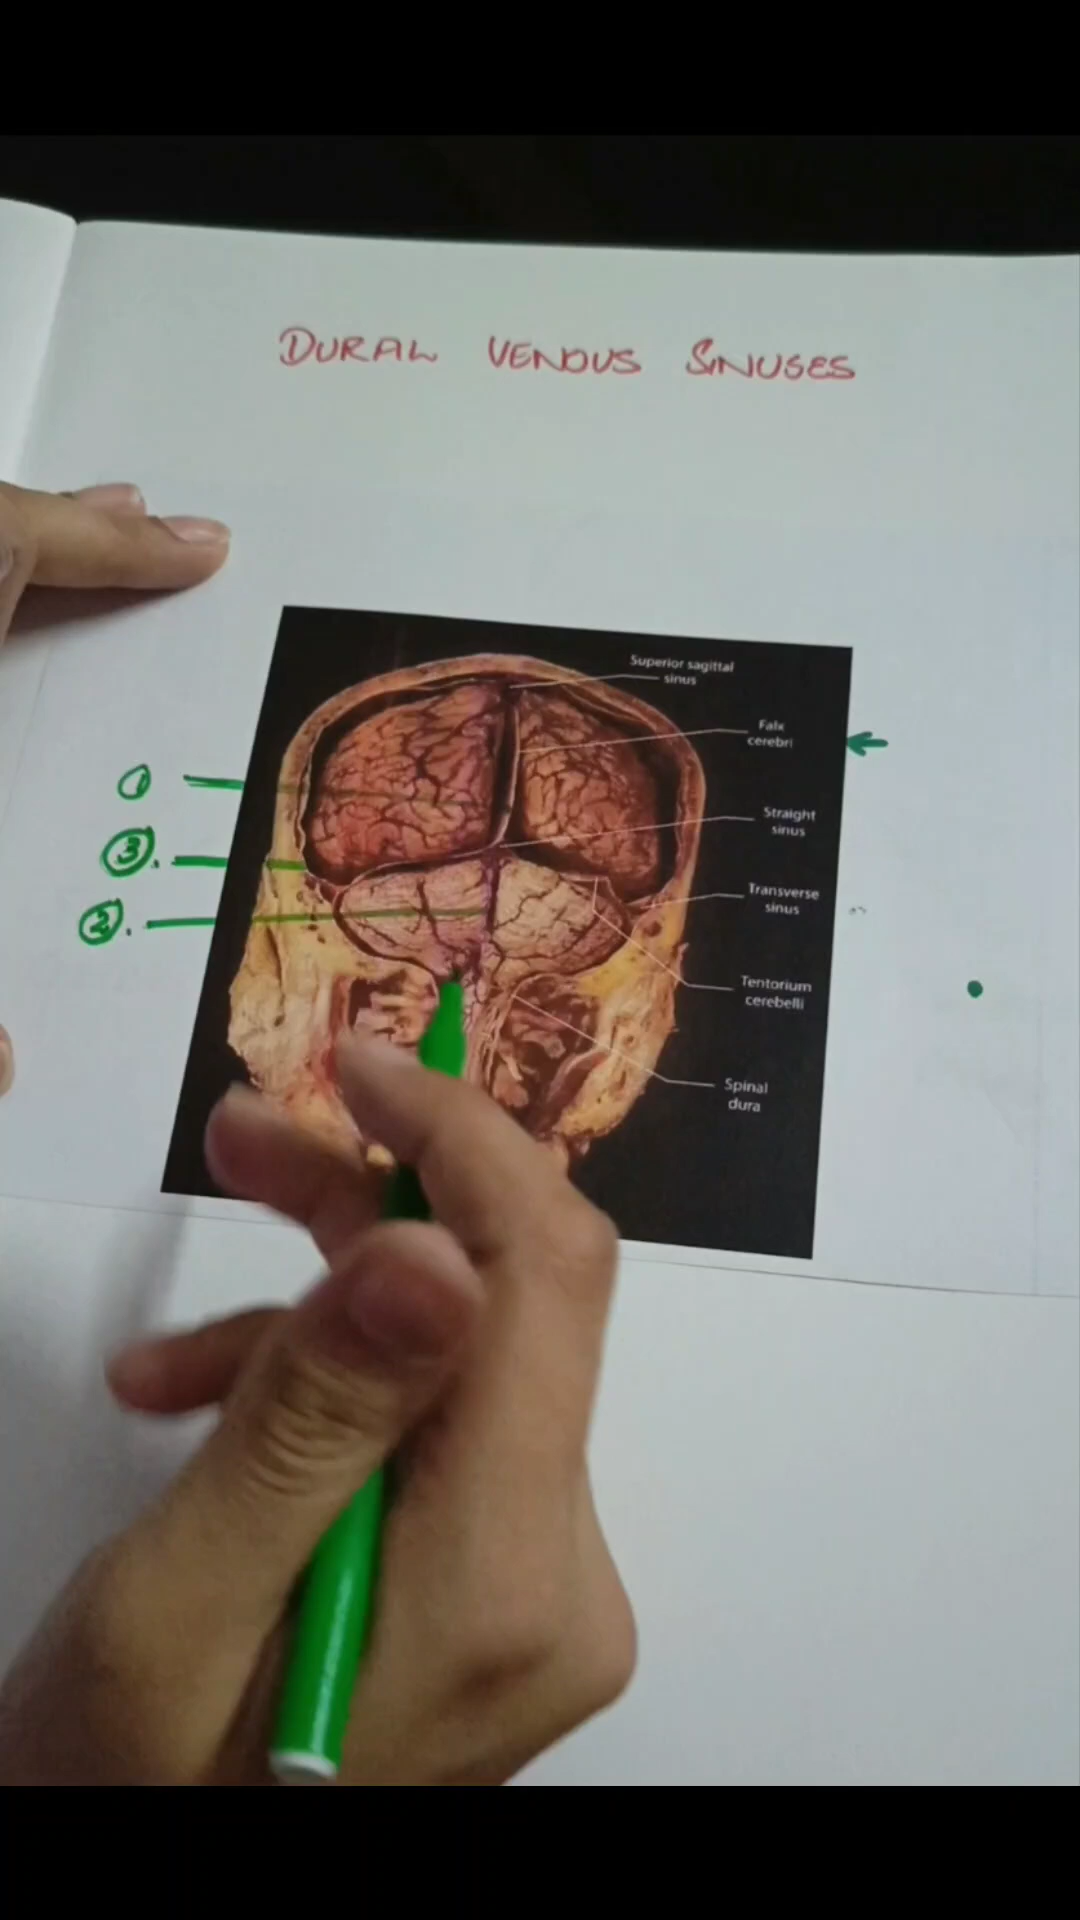 DURAL VENOUS SINUSES
Superior sagittal
sinus
Falx
cerebri
①
Straight
sinus
③.
Transverse
sinus
②.
Tentorium
cerebelli
Spinal
dura